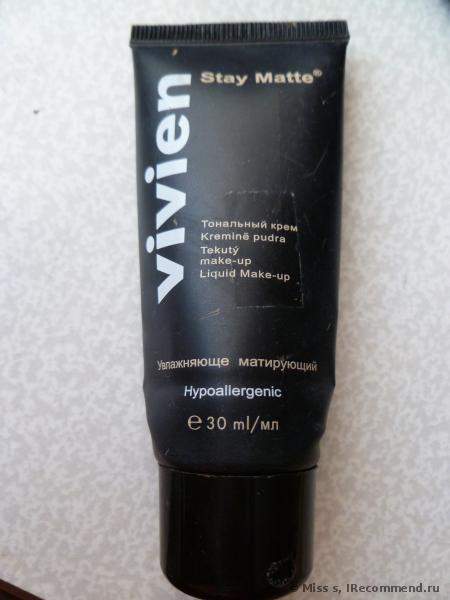 vivien
Stay Matte®
Тональный крем
Kreminė pudra
Tekutý
make-up
Liquid Make-up
Увлажняюще матирующий
Hypoallergenic
℮ 30 ml/мл
© Miss s, IRecommend.ru